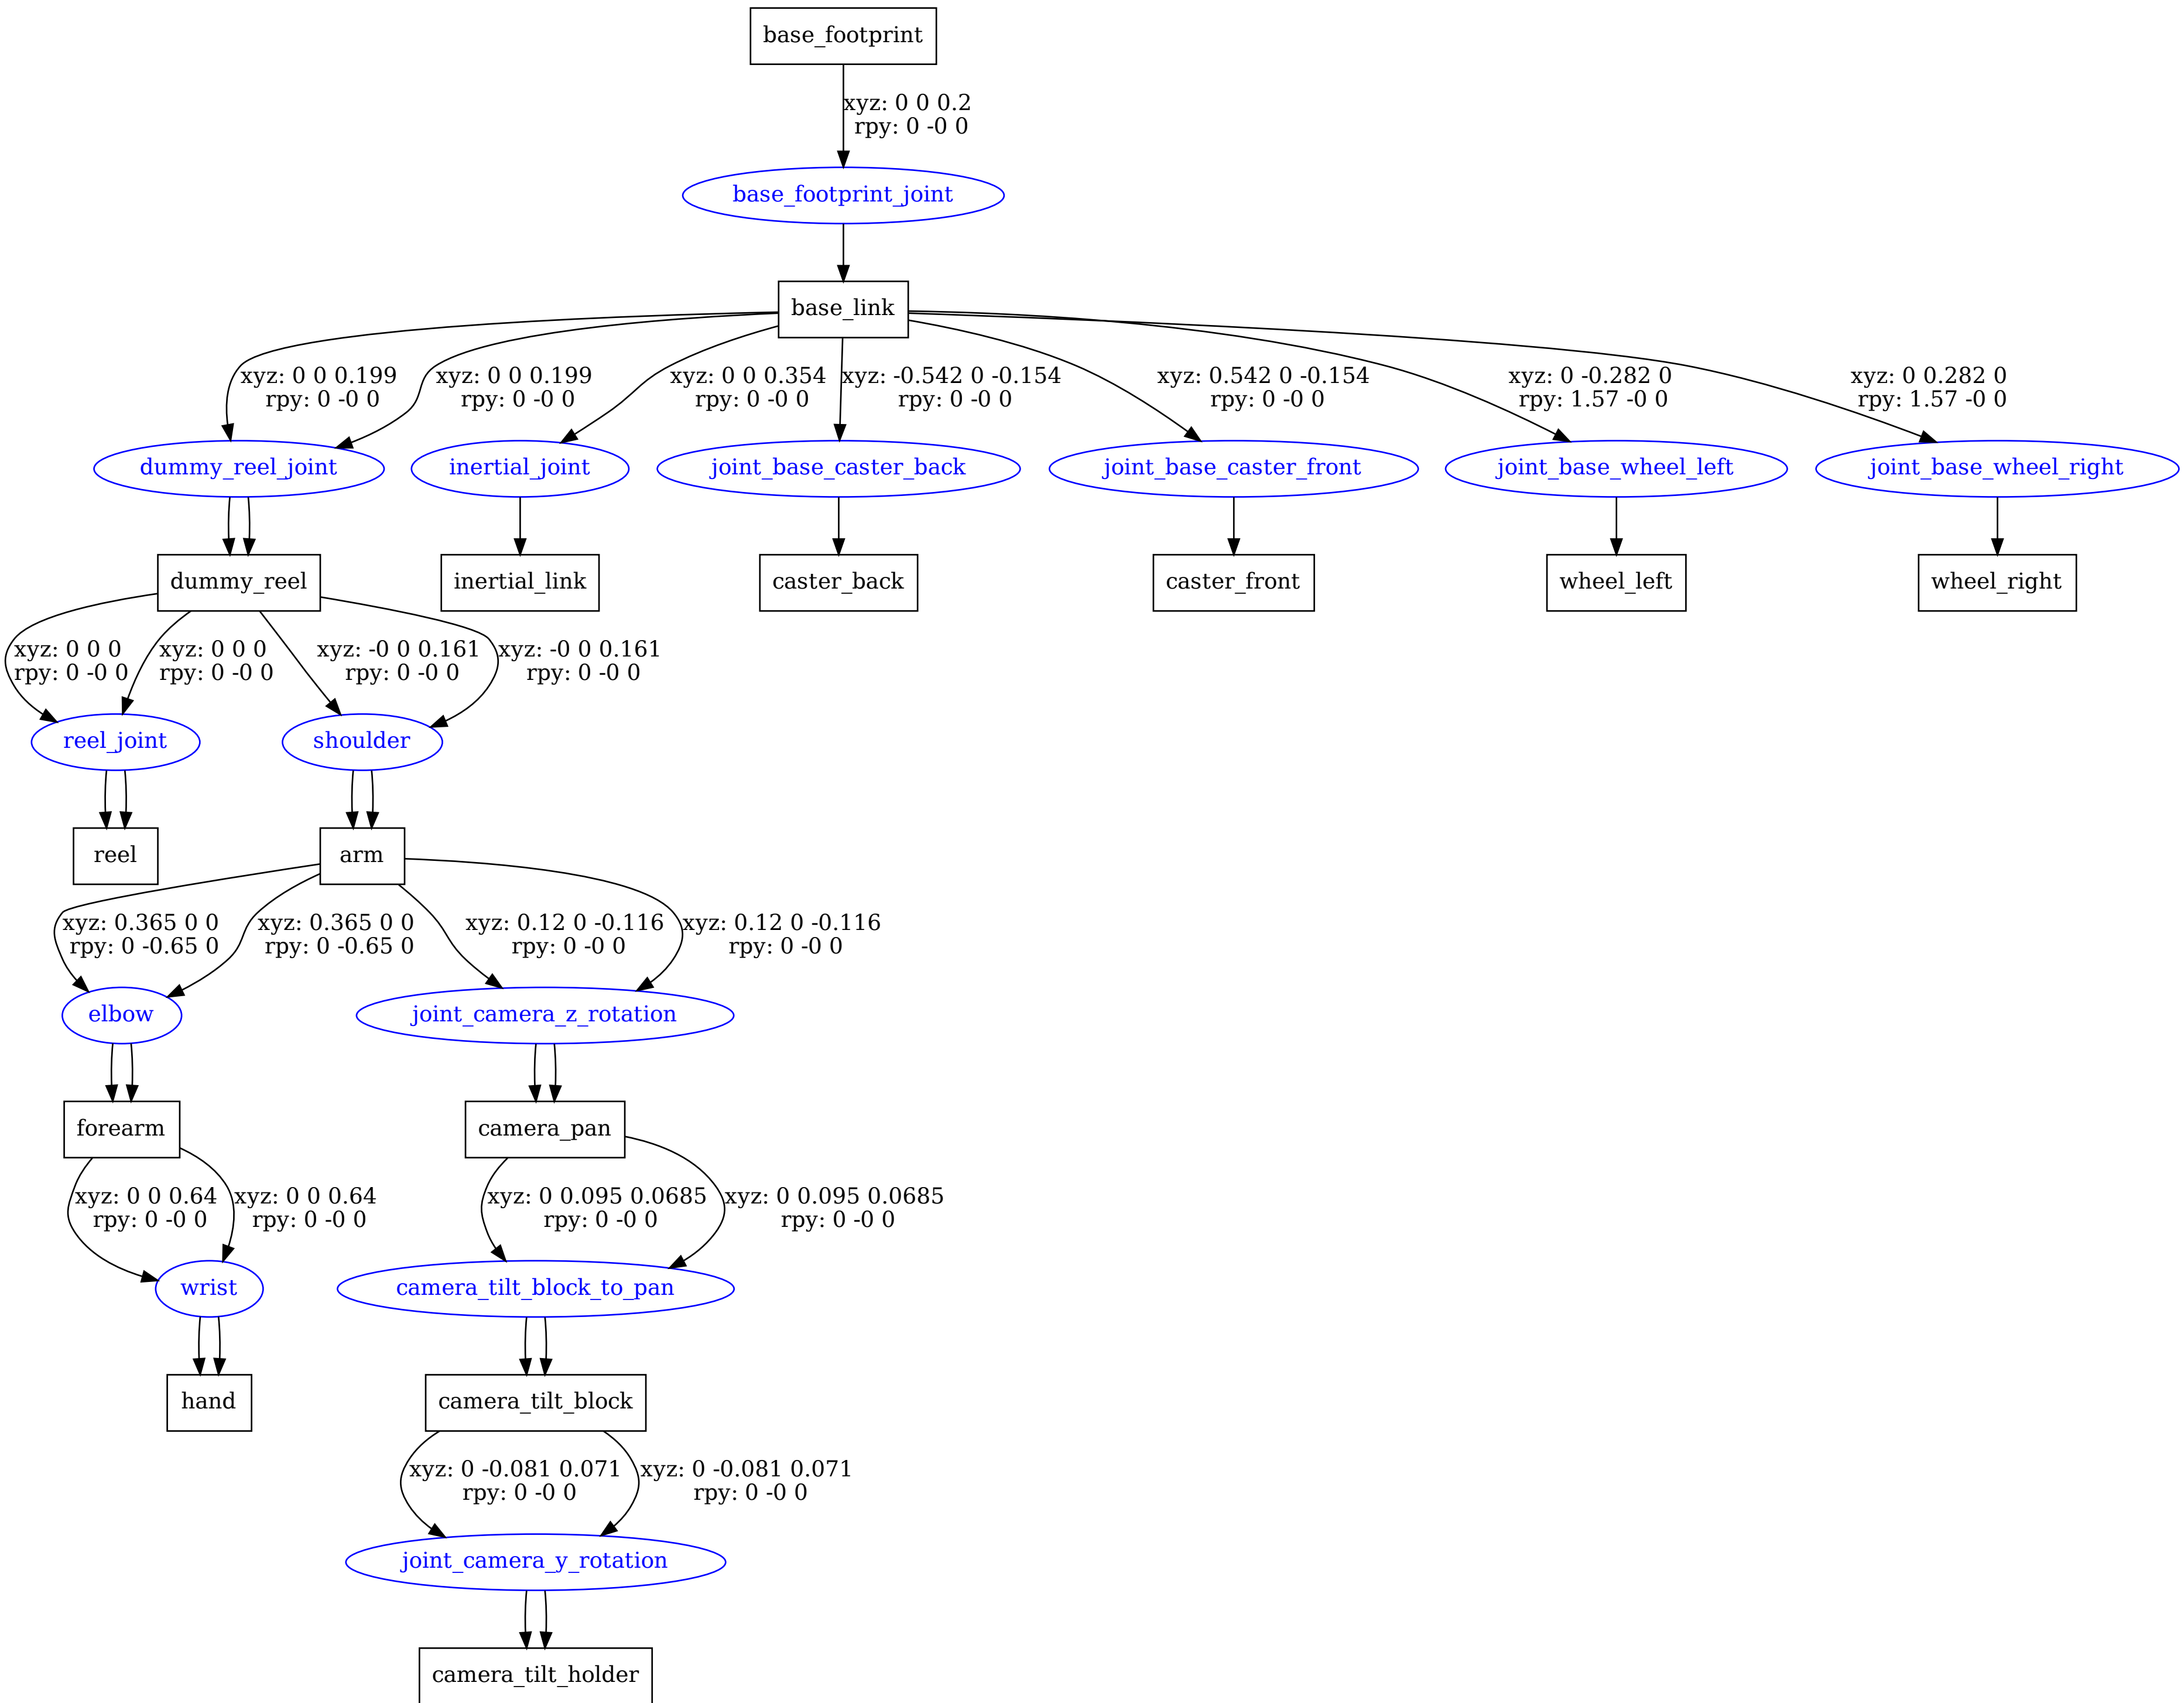 base_footprint
xyz: 0 0 0.2
rpy: 0 -0 0
base_footprint_joint
base_link
xyz: 0 0 0.199
rpy: 0 -0 0
xyz: 0 0 0.199
rpy: 0 -0 0
xyz: 0 0 0.354
rpy: 0 -0 0
xyz: -0.542 0 -0.154
rpy: 0 -0 0
xyz: 0.542 0 -0.154
rpy: 0 -0 0
xyz: 0 -0.282 0
rpy: 1.57 -0 0
xyz: 0 0.282 0
rpy: 1.57 -0 0
dummy_reel_joint
inertial_joint
joint_base_caster_back
joint_base_caster_front
joint_base_wheel_left
joint_base_wheel_right
dummy_reel
inertial_link
caster_back
caster_front
wheel_left
wheel_right
xyz: 0 0 0
rpy: 0 -0 0
xyz: 0 0 0
rpy: 0 -0 0
xyz: -0 0 0.161
rpy: 0 -0 0
xyz: -0 0 0.161
rpy: 0 -0 0
reel_joint
shoulder
reel
arm
xyz: 0.365 0 0
rpy: 0 -0.65 0
xyz: 0.365 0 0
rpy: 0 -0.65 0
xyz: 0.12 0 -0.116
rpy: 0 -0 0
xyz: 0.12 0 -0.116
rpy: 0 -0 0
elbow
joint_camera_z_rotation
forearm
camera_pan
xyz: 0 0 0.64
rpy: 0 -0 0
xyz: 0 0 0.64
rpy: 0 -0 0
xyz: 0 0.095 0.0685
rpy: 0 -0 0
xyz: 0 0.095 0.0685
rpy: 0 -0 0
wrist
camera_tilt_block_to_pan
hand
camera_tilt_block
xyz: 0 -0.081 0.071
rpy: 0 -0 0
xyz: 0 -0.081 0.071
rpy: 0 -0 0
joint_camera_y_rotation
camera_tilt_holder